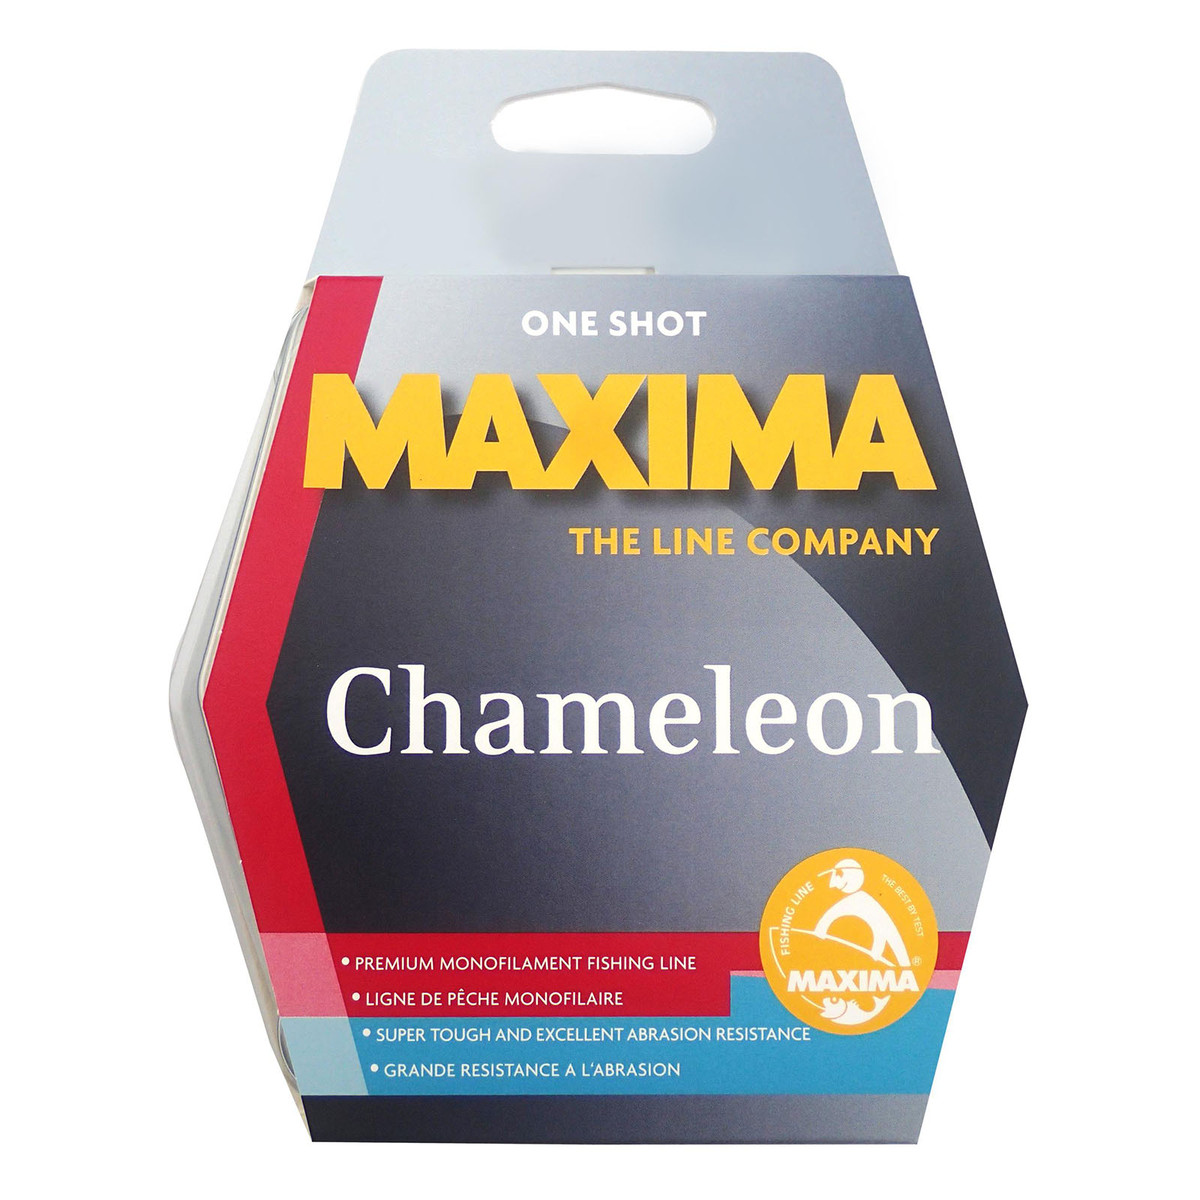 ONE SHOT
MAXIMA
THE LINE COMPANY
Chameleon
• PREMIUM MONOFILAMENT FISHING LINE
• LIGNE DE PÊCHE MONOFILAIRE
• SUPER TOUGH AND EXCELLENT ABRASION RESISTANCE
• GRANDE RESISTANCE A L'ABRASION
FISHING LINE
THE BEST BY TEST
MAXIMA®